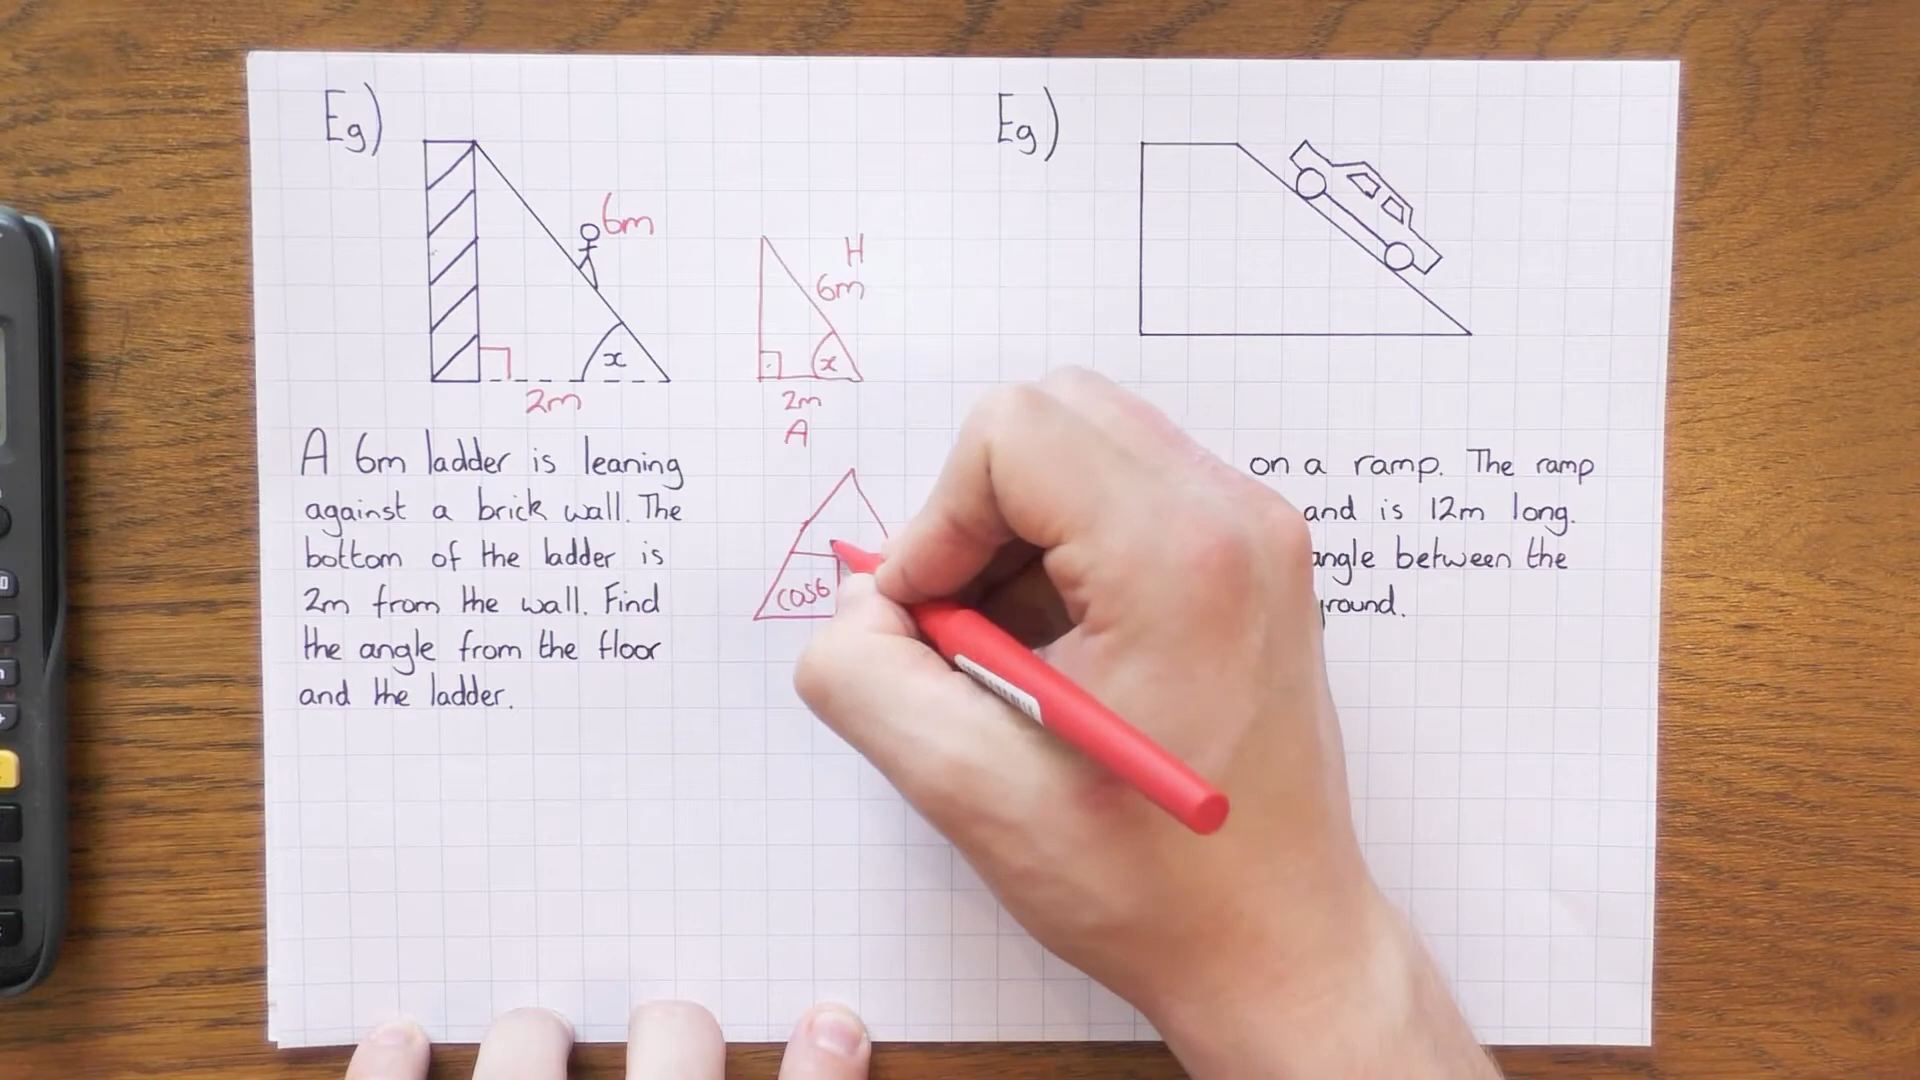 Eg)
6m
x
2m
H
6m
x
2m
A
A 6m ladder is leaning
against a brick wall. The
bottom of the ladder is
2m from the wall. Find
the angle from the floor
and the ladder.
cosθ
Eg)
on a ramp. The ramp
and is 12m long.
angle between the
ground.